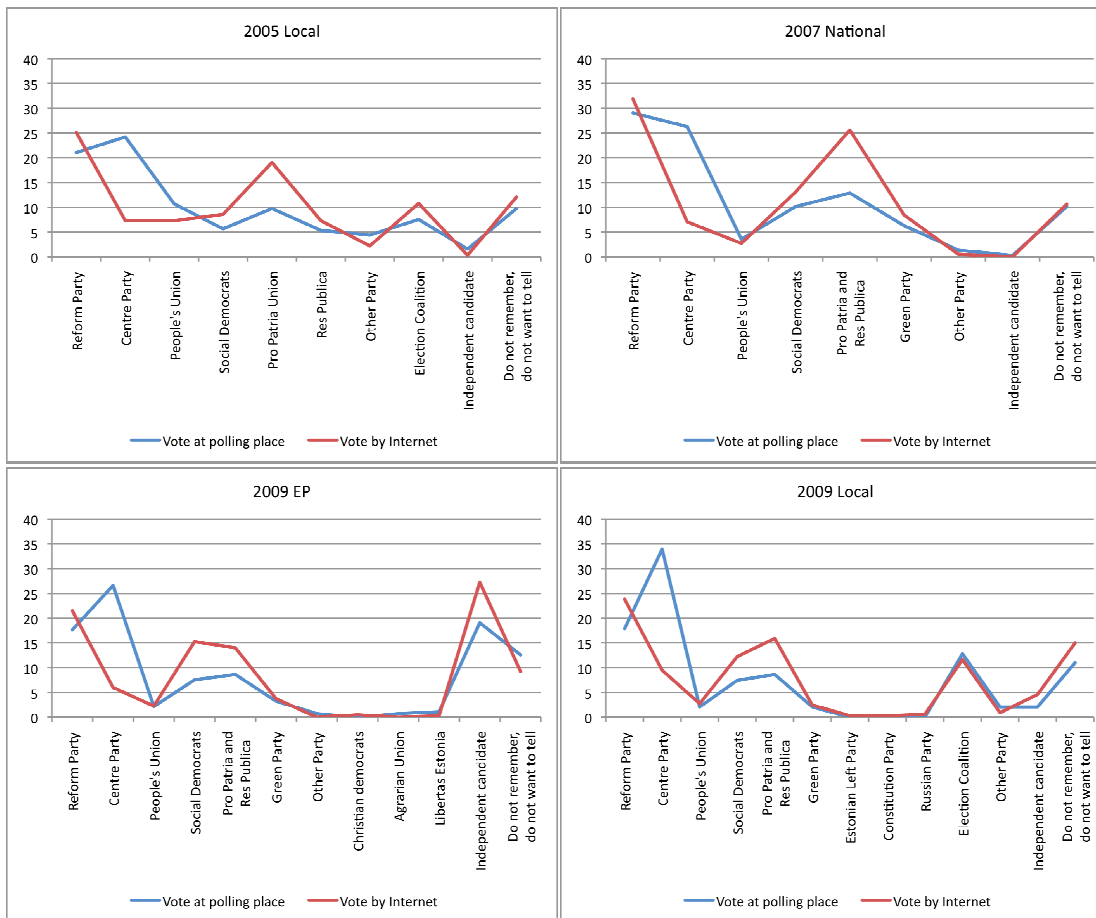 2005 Local
40
35
30
25
20
15
10
5
0
Reform Party
Centre Party
People's Union
Social Democrats
Pro Patria Union
Res Publica
Other Party
Election Coalition
Independent candidate
Do not remember,
do not want to tell
Vote at polling place
Vote by Internet
2007 National
40
35
30
25
20
15
10
5
0
Reform Party
Centre Party
People's Union
Social Democrats
Pro Patria and
Res Publica
Green Party
Other Party
Independent candidate
Do not remember,
do not want to tell
Vote at polling place
Vote by Internet
2009 EP
40
35
30
25
20
15
10
5
0
Reform Party
Centre Party
People's Union
Social Democrats
Pro Patria and
Res Publica
Green Party
Other Party
Christian democrats
Agrarian Union
Libertas Estonia
Independent candidate
Do not remember,
do not want to tell
Vote at polling place
Vote by Internet
2009 Local
40
35
30
25
20
15
10
5
0
Reform Party
Centre Party
People's Union
Social Democrats
Pro Patria and
Res Publica
Green Party
Estonian Left Party
Constitution Party
Russian Party
Election Coalition
Other Party
Independent candidate
Do not remember,
do not want to tell
Vote at polling place
Vote by Internet